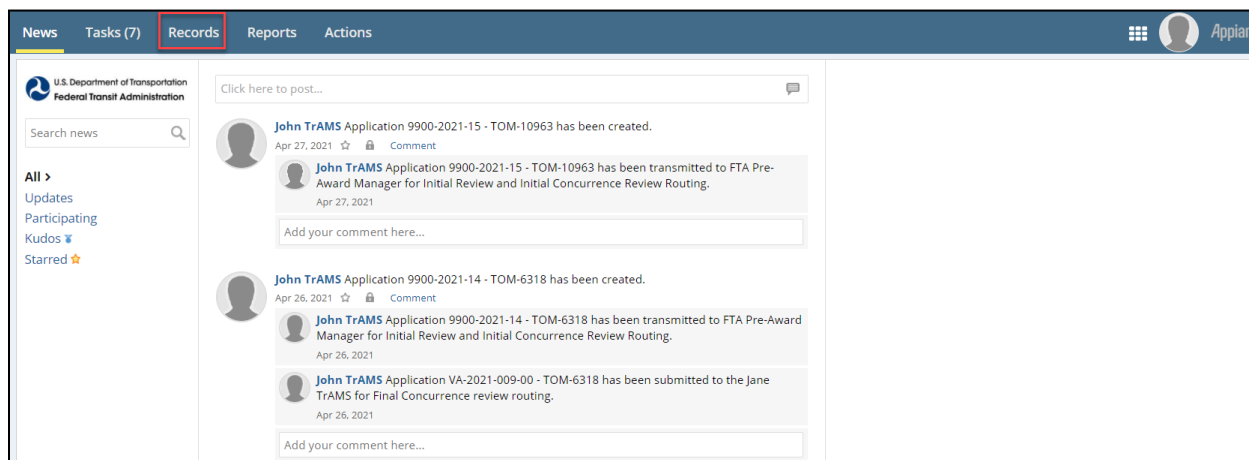 News Tasks (7) Records Reports Actions
Appian
U.S. Department of Transportation
Federal Transit Administration
Search news
All >
Updates
Participating
Kudos
Starred
Click here to post...
John TrAMS Application 9900-2021-15 - TOM-10963 has been created.
Apr 27, 2021 Comment
John TrAMS Application 9900-2021-15 - TOM-10963 has been transmitted to FTA Pre-
Award Manager for Initial Review and Initial Concurrence Review Routing.
Apr 27, 2021
Add your comment here...
John TrAMS Application 9900-2021-14 - TOM-6318 has been created.
Apr 26, 2021 Comment
John TrAMS Application 9900-2021-14 - TOM-6318 has been transmitted to FTA Pre-Award
Manager for Initial Review and Initial Concurrence Review Routing.
Apr 26, 2021
John TrAMS Application VA-2021-009-00 - TOM-6318 has been submitted to the Jane
TrAMS for Final Concurrence review routing.
Apr 26, 2021
Add your comment here...